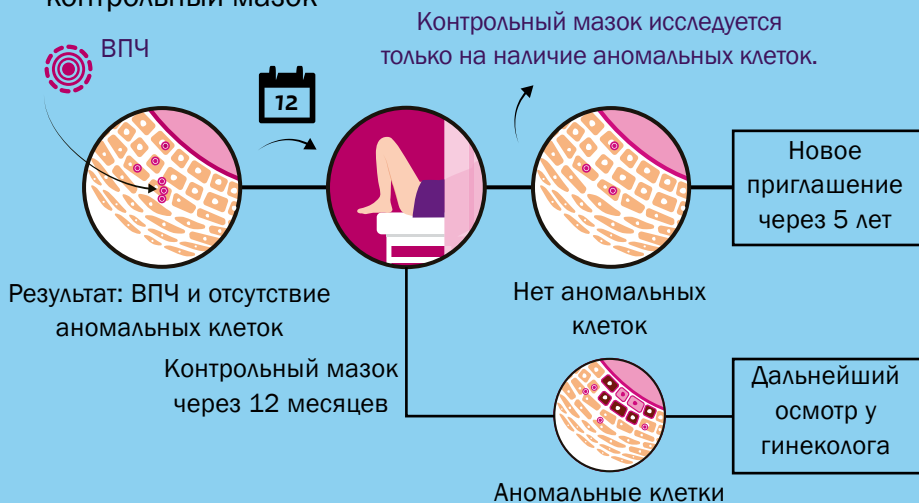 контрольный мазок
ВПЧ
12
Контрольный мазок исследуется
только на наличие аномальных клеток.
Результат: ВПЧ и отсутствие
аномальных клеток
Контрольный мазок
через 12 месяцев
Нет аномальных
клеток
Новое
приглашение
через 5 лет
Аномальные клетки
Дальнейший
осмотр у
гинеколога